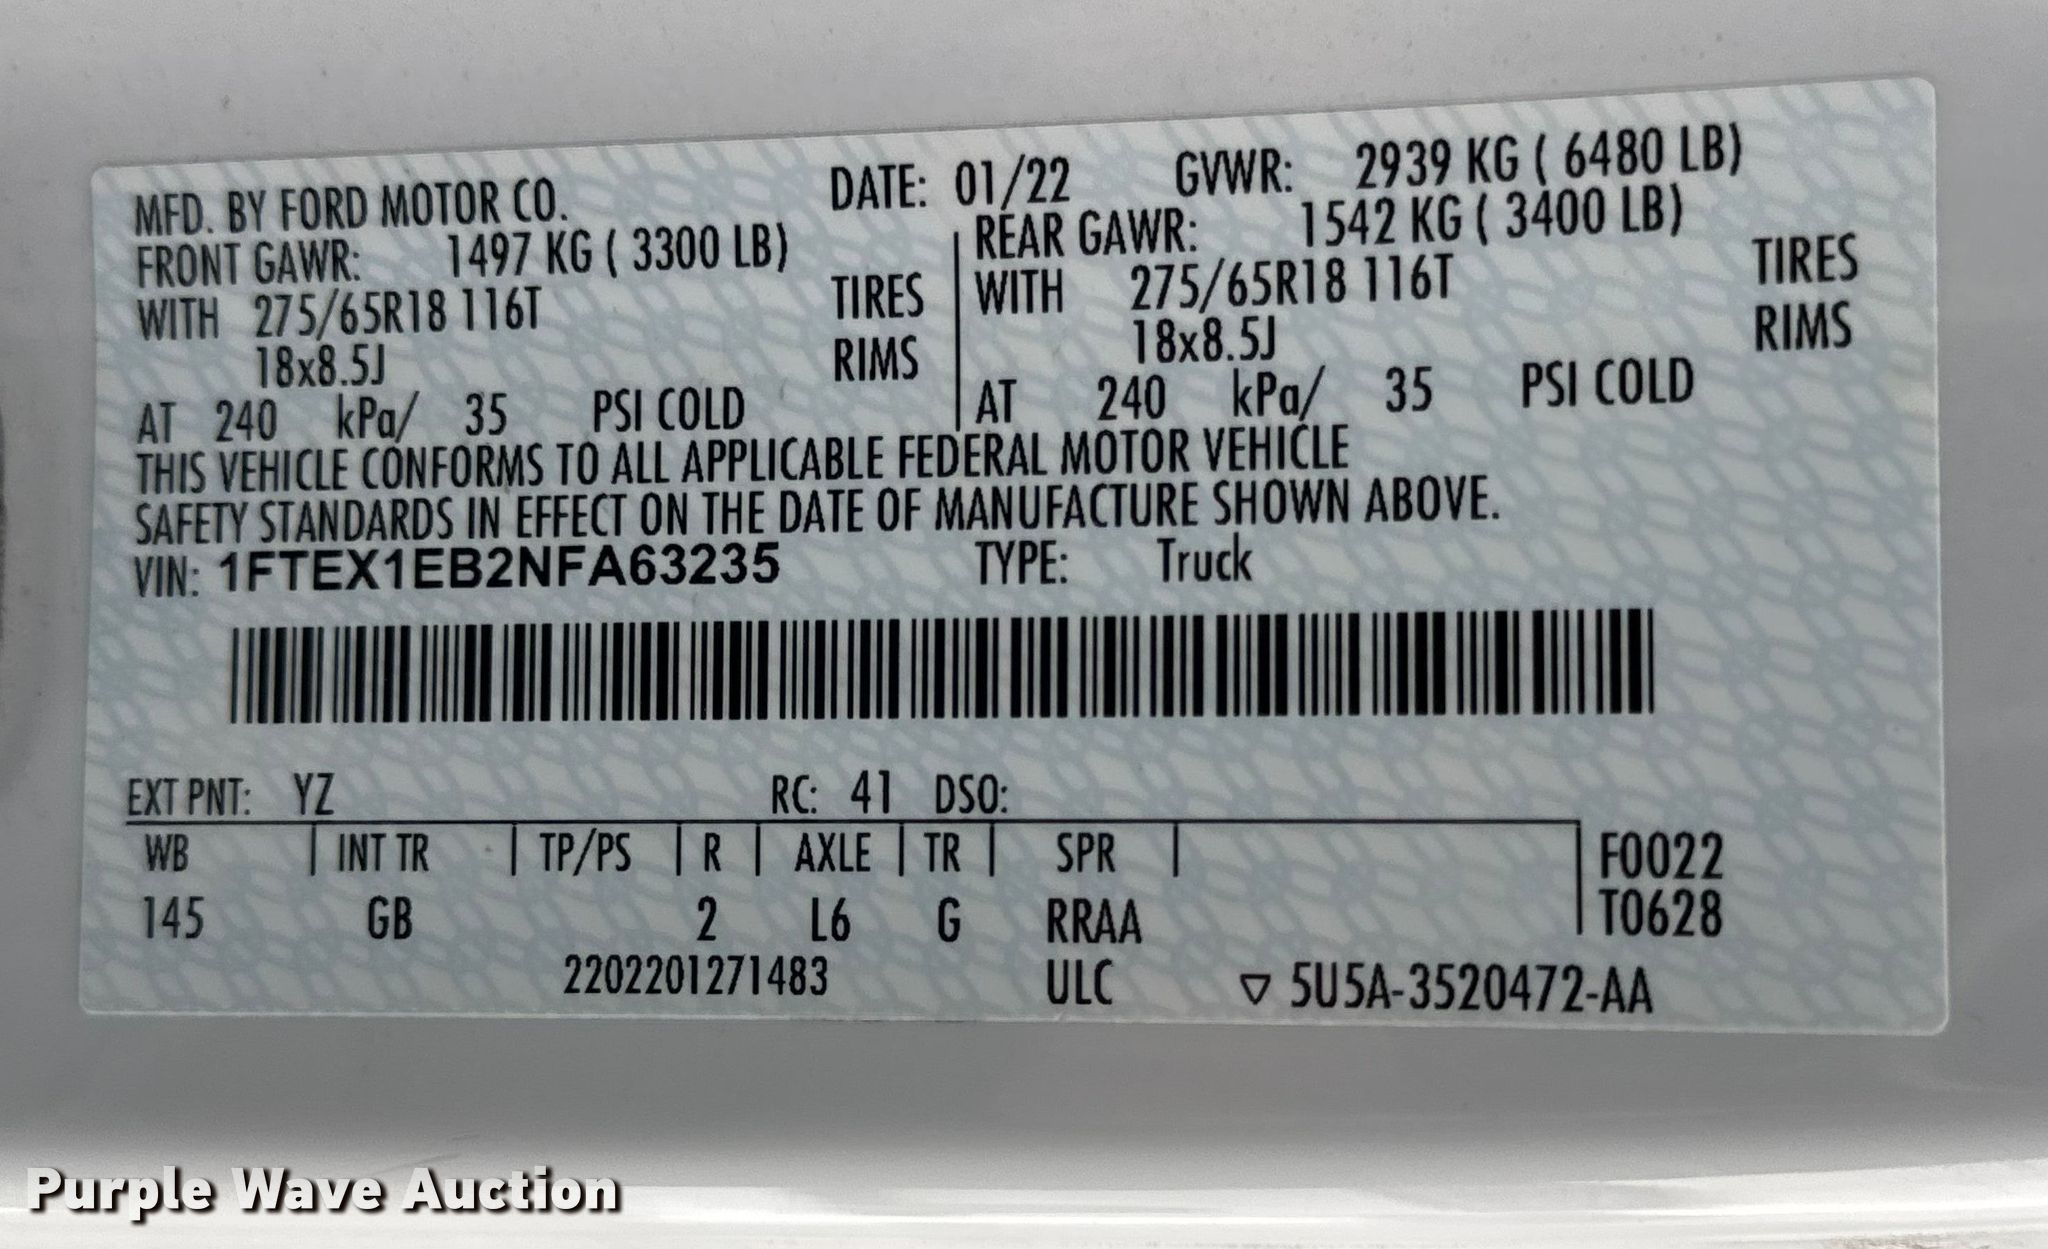 MFD. BY FORD MOTOR CO. DATE: 01/22 GVWR: 2939 KG ( 6480 LB)
FRONT GAWR: 1497 KG ( 3300 LB) REAR GAWR: 1542 KG ( 3400 LB)
WITH 275/65R18 116T TIRES WITH 275/65R18 116T TIRES
18x8.5J RIMS 18x8.5J RIMS
AT 240 kPa/ 35 PSI COLD AT 240 kPa/ 35 PSI COLD
THIS VEHICLE CONFORMS TO ALL APPLICABLE FEDERAL MOTOR VEHICLE
SAFETY STANDARDS IN EFFECT ON THE DATE OF MANUFACTURE SHOWN ABOVE.
VIN: 1FTEX1EB2NFA63235 TYPE: Truck
EXT PNT: YZ RC: 41 DSO:
WB INT TR TP/PS R AXLE TR SPR F0022
145 GB 2 L6 G RRAA T0628
2202201271483 ULC ▽ 5U5A-3520472-AA
Purple Wave Auction